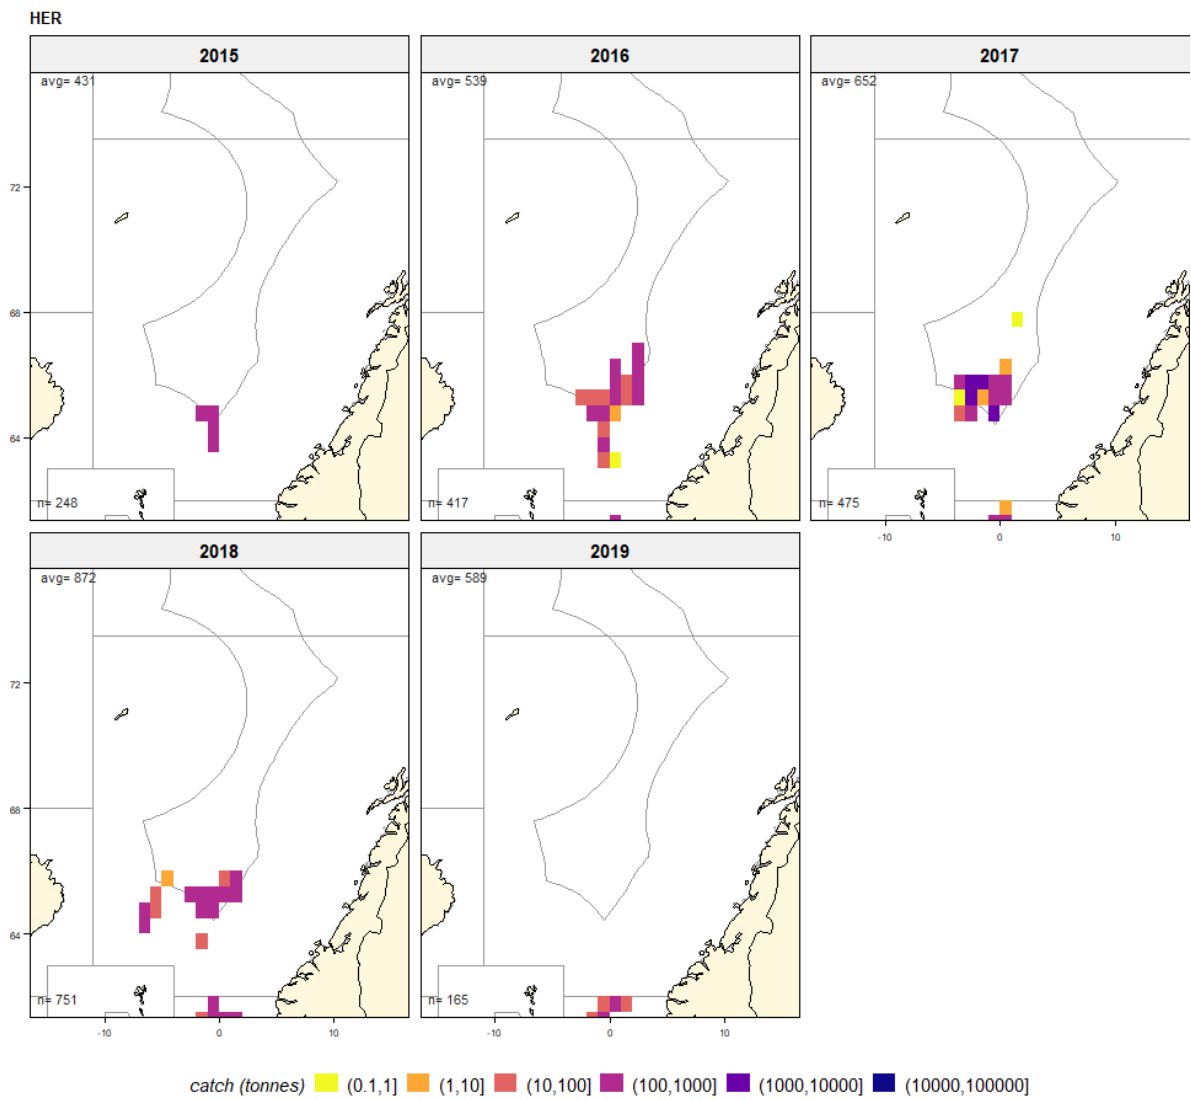 HER
2015 2016 2017
avg= 431 avg= 539 avg= 652
72
68
64
n= 248 n= 417 n= 475
-10 0 10
2018 2019
avg= 872 avg= 589
72
68
64
n= 751 n= 165
-10 0 10 -10 0 10
catch (tonnes) (0.1,1] (1,10] (10,100] (100,1000] (1000,10000] (10000,100000]